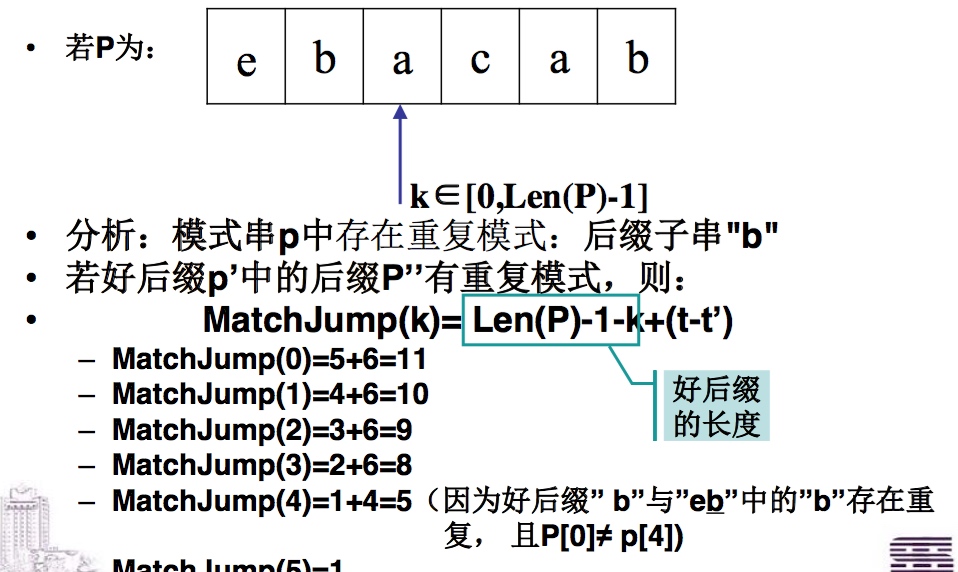 • 若P为：
e b a c a b
k∈[0,Len(P)-1]
• 分析：模式串p中存在重复模式：后缀子串"b"
• 若好后缀p’中的后缀P’’有重复模式，则：
• MatchJump(k)= Len(P)-1-k+(t-t’)
– MatchJump(0)=5+6=11
– MatchJump(1)=4+6=10
好后缀
的长度
– MatchJump(2)=3+6=9
– MatchJump(3)=2+6=8
– MatchJump(4)=1+4=5（因为好后缀” b”与”eb”中的”b”存在重
复， 且P[0]≠ p[4])
MatchJump(5)=1